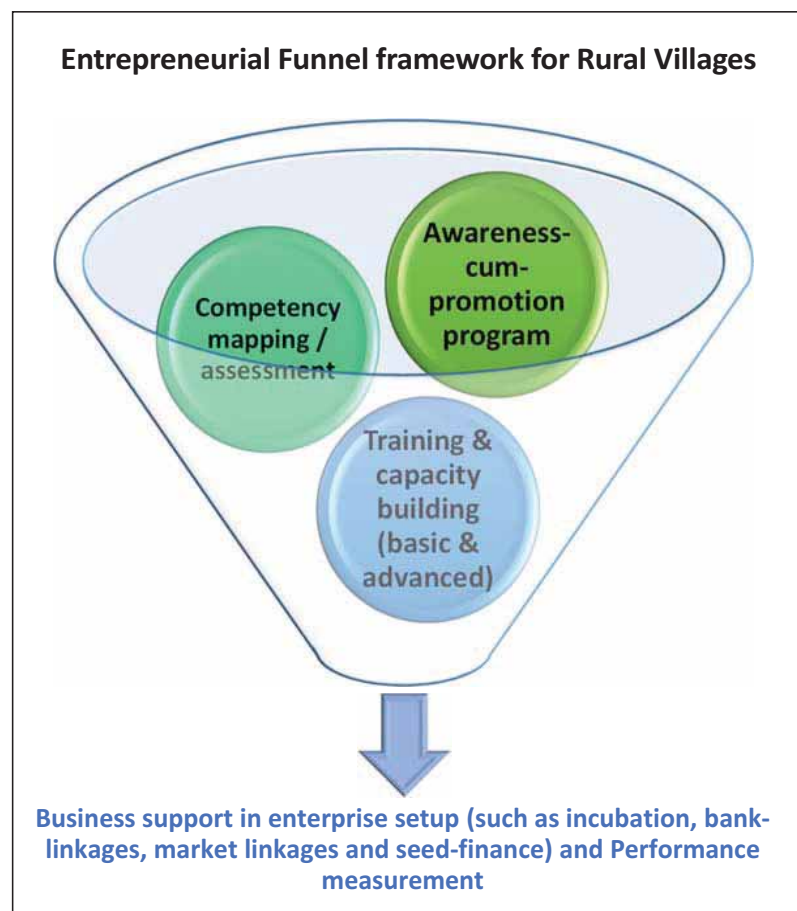 Entrepreneurial Funnel framework for Rural Villages
Awareness-
cum-
promotion
program
Competency
mapping /
assessment
Training &
capacity
building
(basic &
advanced)
Business support in enterprise setup (such as incubation, bank-
linkages, market linkages and seed-finance) and Performance
measurement